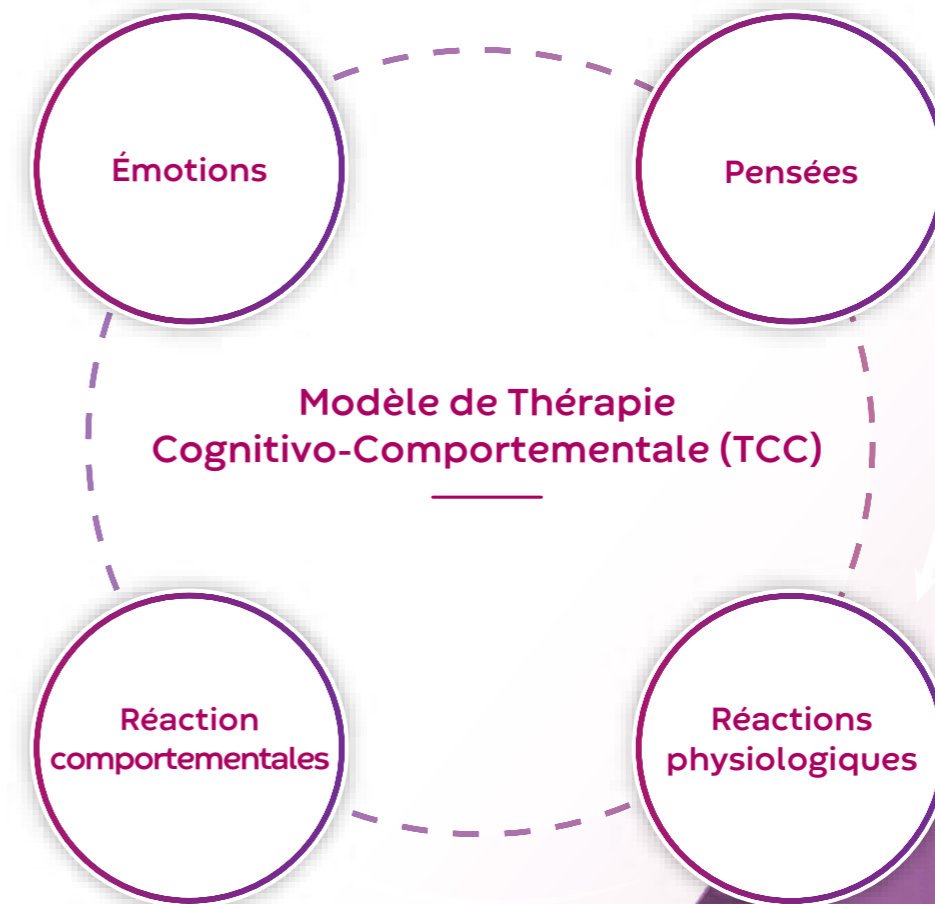 Émotions
Pensées
Modèle de Thérapie
Cognitivo-Comportementale (TCC)
Réaction
comportementales
Réactions
physiologiques